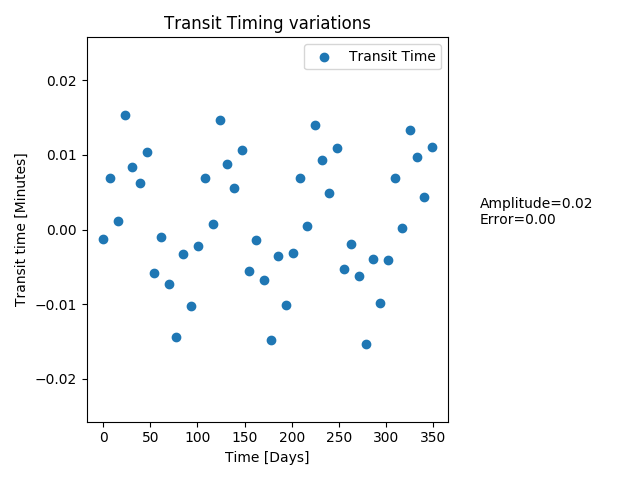 Transit Timing variations
Transit Time
0.02
0.01
0.00
−0.01
−0.02
Transit time [Minutes]
0
50
100
150
200
250
300
350
Time [Days]
Amplitude=0.02
Error=0.00